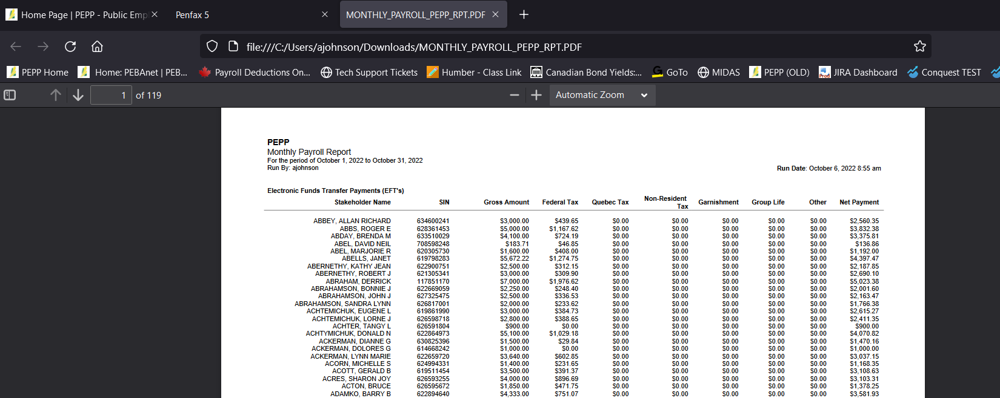 Home Page | PEPP - Public Emp
Penfax 5
MONTHLY_PAYROLL_PEPP_RPT.PDF
file:///C:/Users/ajohnson/Downloads/MONTHLY_PAYROLL_PEPP_RPT.PDF
PEPP Home Home: PEBAnet | PEB... Payroll Deductions On... Tech Support Tickets Humber - Class Link Canadian Bond Yields:... GoTo MIDAS PEPP (OLD) JIRA Dashboard Conquest TEST
1 of 119 Automatic Zoom
PEPP
Monthly Payroll Report
For the period of October 1, 2022 to October 31, 2022
Run By: ajohnson Run Date: October 6, 2022 8:55 am
Electronic Funds Transfer Payments (EFT's)
Stakeholder Name SIN Gross Amount Federal Tax Quebec Tax Non-Resident Tax Garnishment Group Life Other Net Payment
ABBEY, ALLAN RICHARD 634600241 $3,000.00 $439.65 $0.00 $0.00 $0.00 $0.00 $0.00 $2,560.35
ABBS, ROGER E 628361453 $5,000.00 $1,167.62 $0.00 $0.00 $0.00 $0.00 $0.00 $3,832.38
ABDAY, BRENDA M 633510029 $4,100.00 $724.19 $0.00 $0.00 $0.00 $0.00 $0.00 $3,375.81
ABEL, DAVID NEIL 708598248 $183.71 $46.85 $0.00 $0.00 $0.00 $0.00 $0.00 $136.86
ABEL, MARJORIE R 620305730 $1,600.00 $408.00 $0.00 $0.00 $0.00 $0.00 $0.00 $1,192.00
ABELLS, JANET 619798283 $5,672.22 $1,274.75 $0.00 $0.00 $0.00 $0.00 $0.00 $4,397.47
ABERNETHY, KATHY JEAN 622900751 $2,500.00 $312.15 $0.00 $0.00 $0.00 $0.00 $0.00 $2,187.85
ABERNETHY, ROBERT J 621305341 $3,000.00 $309.90 $0.00 $0.00 $0.00 $0.00 $0.00 $2,690.10
ABRAHAM, DERRICK 117851170 $7,000.00 $1,976.62 $0.00 $0.00 $0.00 $0.00 $0.00 $5,023.38
ABRAHAMSON, BONNIE J 622669059 $2,250.00 $248.40 $0.00 $0.00 $0.00 $0.00 $0.00 $2,001.60
ABRAHAMSON, JOHN J 627325475 $2,500.00 $336.53 $0.00 $0.00 $0.00 $0.00 $0.00 $2,163.47
ABRAHAMSON, SANDRA LYNN 626817001 $2,000.00 $233.62 $0.00 $0.00 $0.00 $0.00 $0.00 $1,766.38
ACHTEMICHUK, EUGENE L 619861990 $3,000.00 $384.73 $0.00 $0.00 $0.00 $0.00 $0.00 $2,615.27
ACHTEMICHUK, LORNE J 626598718 $2,800.00 $388.65 $0.00 $0.00 $0.00 $0.00 $0.00 $2,411.35
ACHTER, TANGY L 626591804 $900.00 $0.00 $0.00 $0.00 $0.00 $0.00 $0.00 $900.00
ACHTYMICHUK, DONALD N 622864973 $5,100.00 $1,029.18 $0.00 $0.00 $0.00 $0.00 $0.00 $4,070.82
ACKERMAN, DIANNE G 630825396 $1,500.00 $29.84 $0.00 $0.00 $0.00 $0.00 $0.00 $1,470.16
ACKERMAN, DOLORES G 614668242 $1,000.00 $0.00 $0.00 $0.00 $0.00 $0.00 $0.00 $1,000.00
ACKERMAN, LYNN MARIE 622659720 $3,640.00 $602.85 $0.00 $0.00 $0.00 $0.00 $0.00 $3,037.15
ACORN, MICHELLE S 624994331 $1,400.00 $231.65 $0.00 $0.00 $0.00 $0.00 $0.00 $1,168.35
ACOTT, GERALD B 619511454 $3,500.00 $391.37 $0.00 $0.00 $0.00 $0.00 $0.00 $3,108.63
ACRES, SHARON JOY 626593255 $4,000.00 $896.69 $0.00 $0.00 $0.00 $0.00 $0.00 $3,103.31
ACTON, BRUCE 626595672 $1,850.00 $471.75 $0.00 $0.00 $0.00 $0.00 $0.00 $1,378.25
ADAMKO, BARRY B 622894640 $4,333.00 $751.07 $0.00 $0.00 $0.00 $0.00 $0.00 $3,581.93